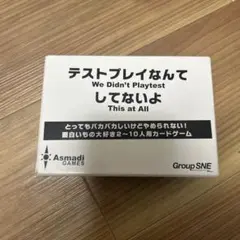 テストプレイなんて
We Didn't Playtest
してないよ
This at All
とってもバカバカしいけどやめられない!
面白いもの大好き2〜10人用カードゲーム
Asmadi
GAMES
Group SNE